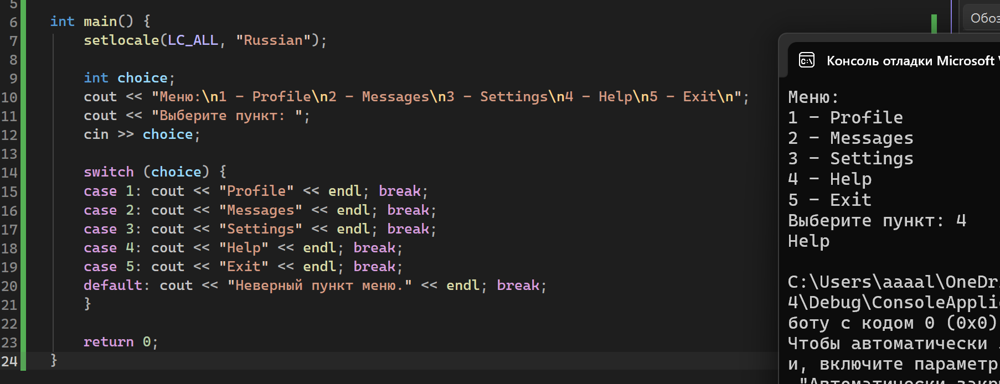 5
6 int main() {
7 setlocale(LC_ALL, "Russian");
8
9 int choice;
10 cout << "Меню:\n1 - Profile\n2 - Messages\n3 - Settings\n4 - Help\n5 - Exit\n";
11 cout << "Выберите пункт: ";
12 cin >> choice;
13
14 switch (choice) {
15 case 1: cout << "Profile" << endl; break;
16 case 2: cout << "Messages" << endl; break;
17 case 3: cout << "Settings" << endl; break;
18 case 4: cout << "Help" << endl; break;
19 case 5: cout << "Exit" << endl; break;
20 default: cout << "Неверный пункт меню." << endl; break;
21 }
22
23 return 0;
24 }
Консоль отладки Microsoft
Меню:
1 - Profile
2 - Messages
3 - Settings
4 - Help
5 - Exit
Выберите пункт: 4
Help
C:\Users\aaaal\OneDr
4\Debug\ConsoleAppli
боту с кодом 0 (0x0)
Чтобы автоматически
и, включите параметр
"Автоматически